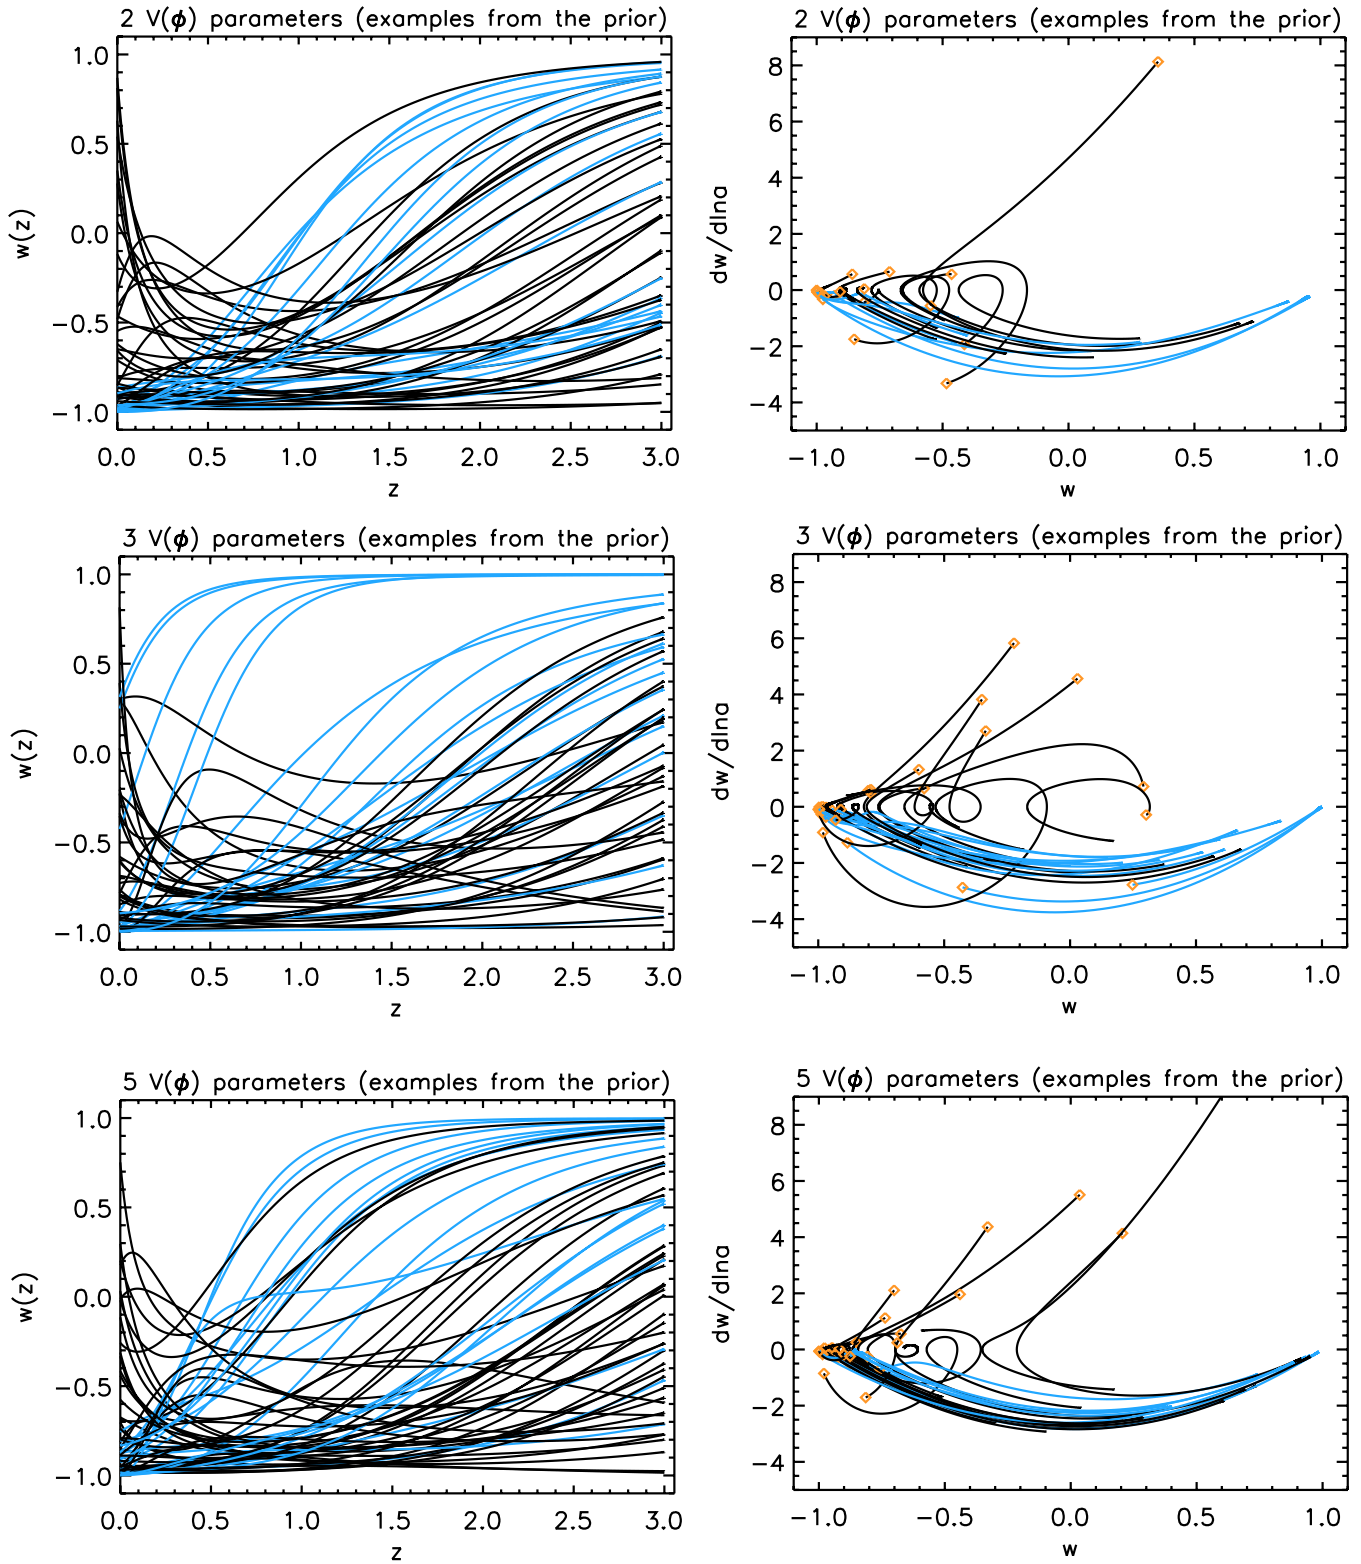 2 V(ϕ) parameters (examples from the prior)
1.0
0.5
0.0
−0.5
−1.0
w(z)
0.0 0.5 1.0 1.5 2.0 2.5 3.0
z
2 V(ϕ) parameters (examples from the prior)
8
6
4
2
0
−2
−4
dw/dlna
−1.0 −0.5 0.0 0.5 1.0
w
3 V(ϕ) parameters (examples from the prior)
1.0
0.5
0.0
−0.5
−1.0
w(z)
0.0 0.5 1.0 1.5 2.0 2.5 3.0
z
3 V(ϕ) parameters (examples from the prior)
8
6
4
2
0
−2
−4
dw/dlna
−1.0 −0.5 0.0 0.5 1.0
w
5 V(ϕ) parameters (examples from the prior)
1.0
0.5
0.0
−0.5
−1.0
w(z)
0.0 0.5 1.0 1.5 2.0 2.5 3.0
z
5 V(ϕ) parameters (examples from the prior)
8
6
4
2
0
−2
−4
dw/dlna
−1.0 −0.5 0.0 0.5 1.0
w